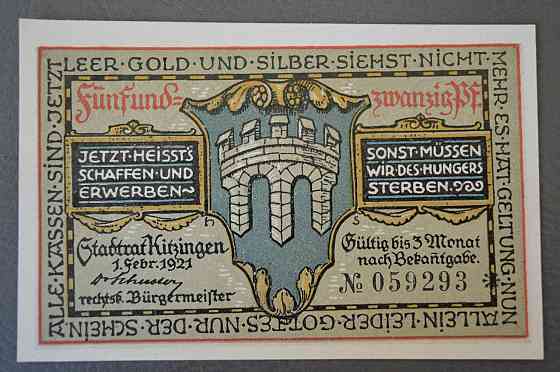 ALLE·KASSEN·SIND·JETZT
LEER·GOLD·UND·SILBER·SIEHST·NICHT·
MEHR·ES·HAT·GELTUNG·NUN
ALLEIN·LEIDER·GOTTES·NUR·DER·SCHEIN
Fünfund=
zwanzig Pf.
JETZT·HEISST'S
SCHAFFEN·UND
ERWERBEN~
SONST·MÜSSEN
WIR·DES·HUNGERS
STERBEN.
H
S
Stadtrat Kitzingen
1. Febr. 1921
rechtsk. Bürgermeister
Gültig bis 3 Monat
nach Bekañtgabe.
№ 059293